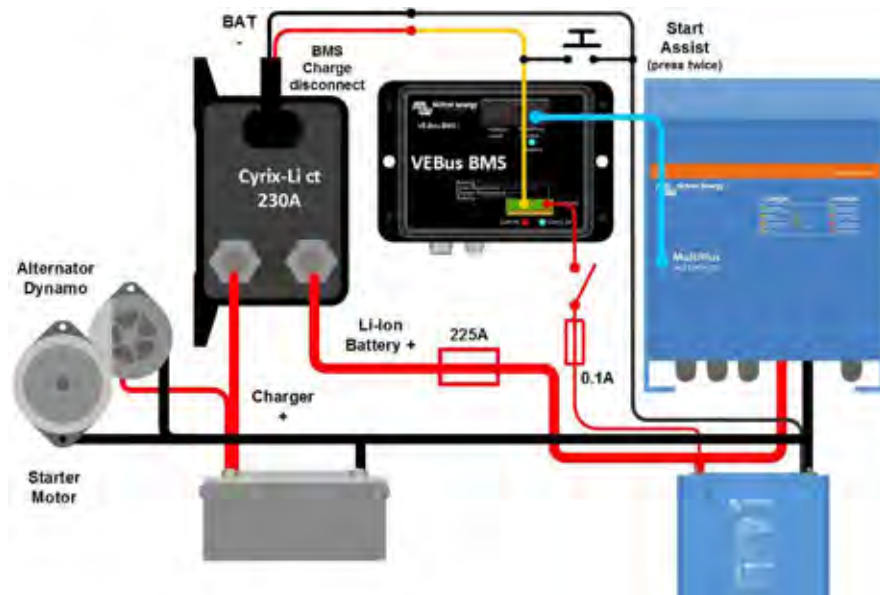 BAT
-
BMS
Charge
disconnect
Start
Assist
(press twice)
VEBus BMS
Cyrix-Li ct
230A
Alternator
Dynamo
Li-ion
Battery +
225A
0.1A
Charger
+
Starter
Motor
MultiPlus